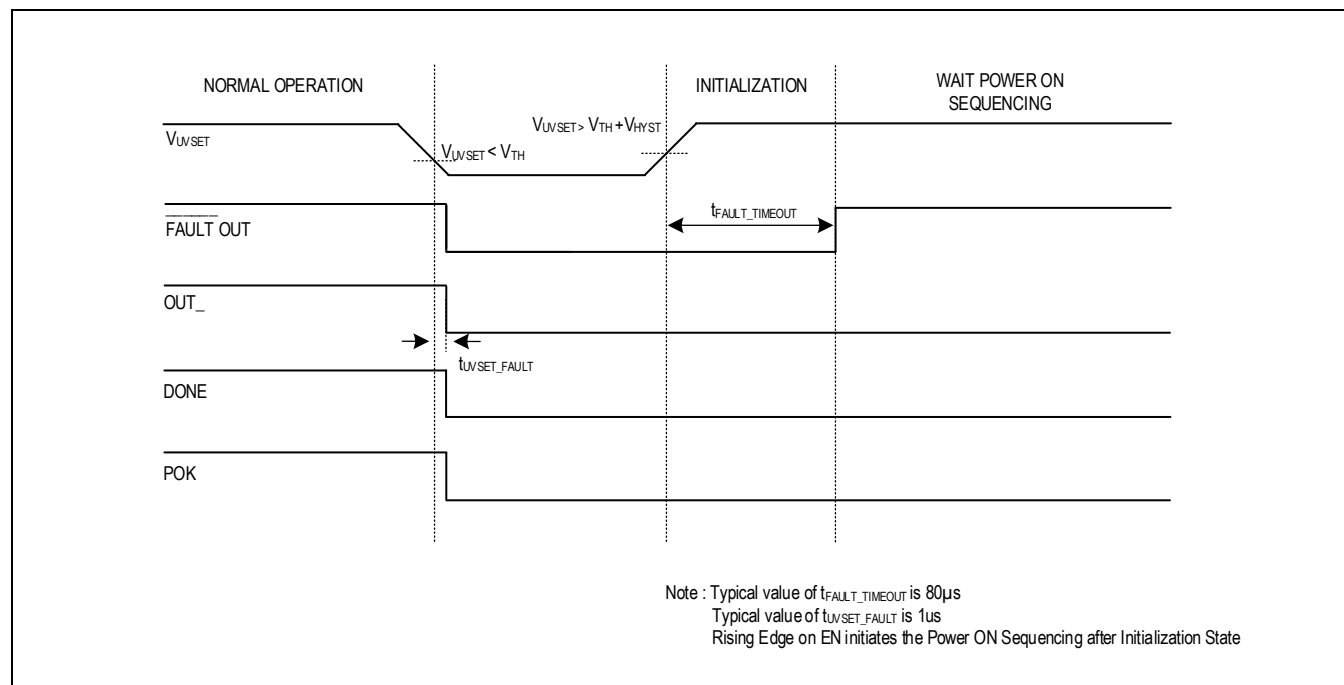 NORMAL OPERATION
INITIALIZATION
WAIT POWER ON
SEQUENCING
VUVSET
VUVSET < VTH
VUVSET > VTH + VHYST
FAULT OUT
tFAULT_TIMEOUT
OUT_
tUVSET_FAULT
DONE
POK
Note : Typical value of tFAULT_TIMEOUT is 80µs
Typical value of tUVSET_FAULT is 1us
Rising Edge on EN initiates the Power ON Sequencing after Initialization State